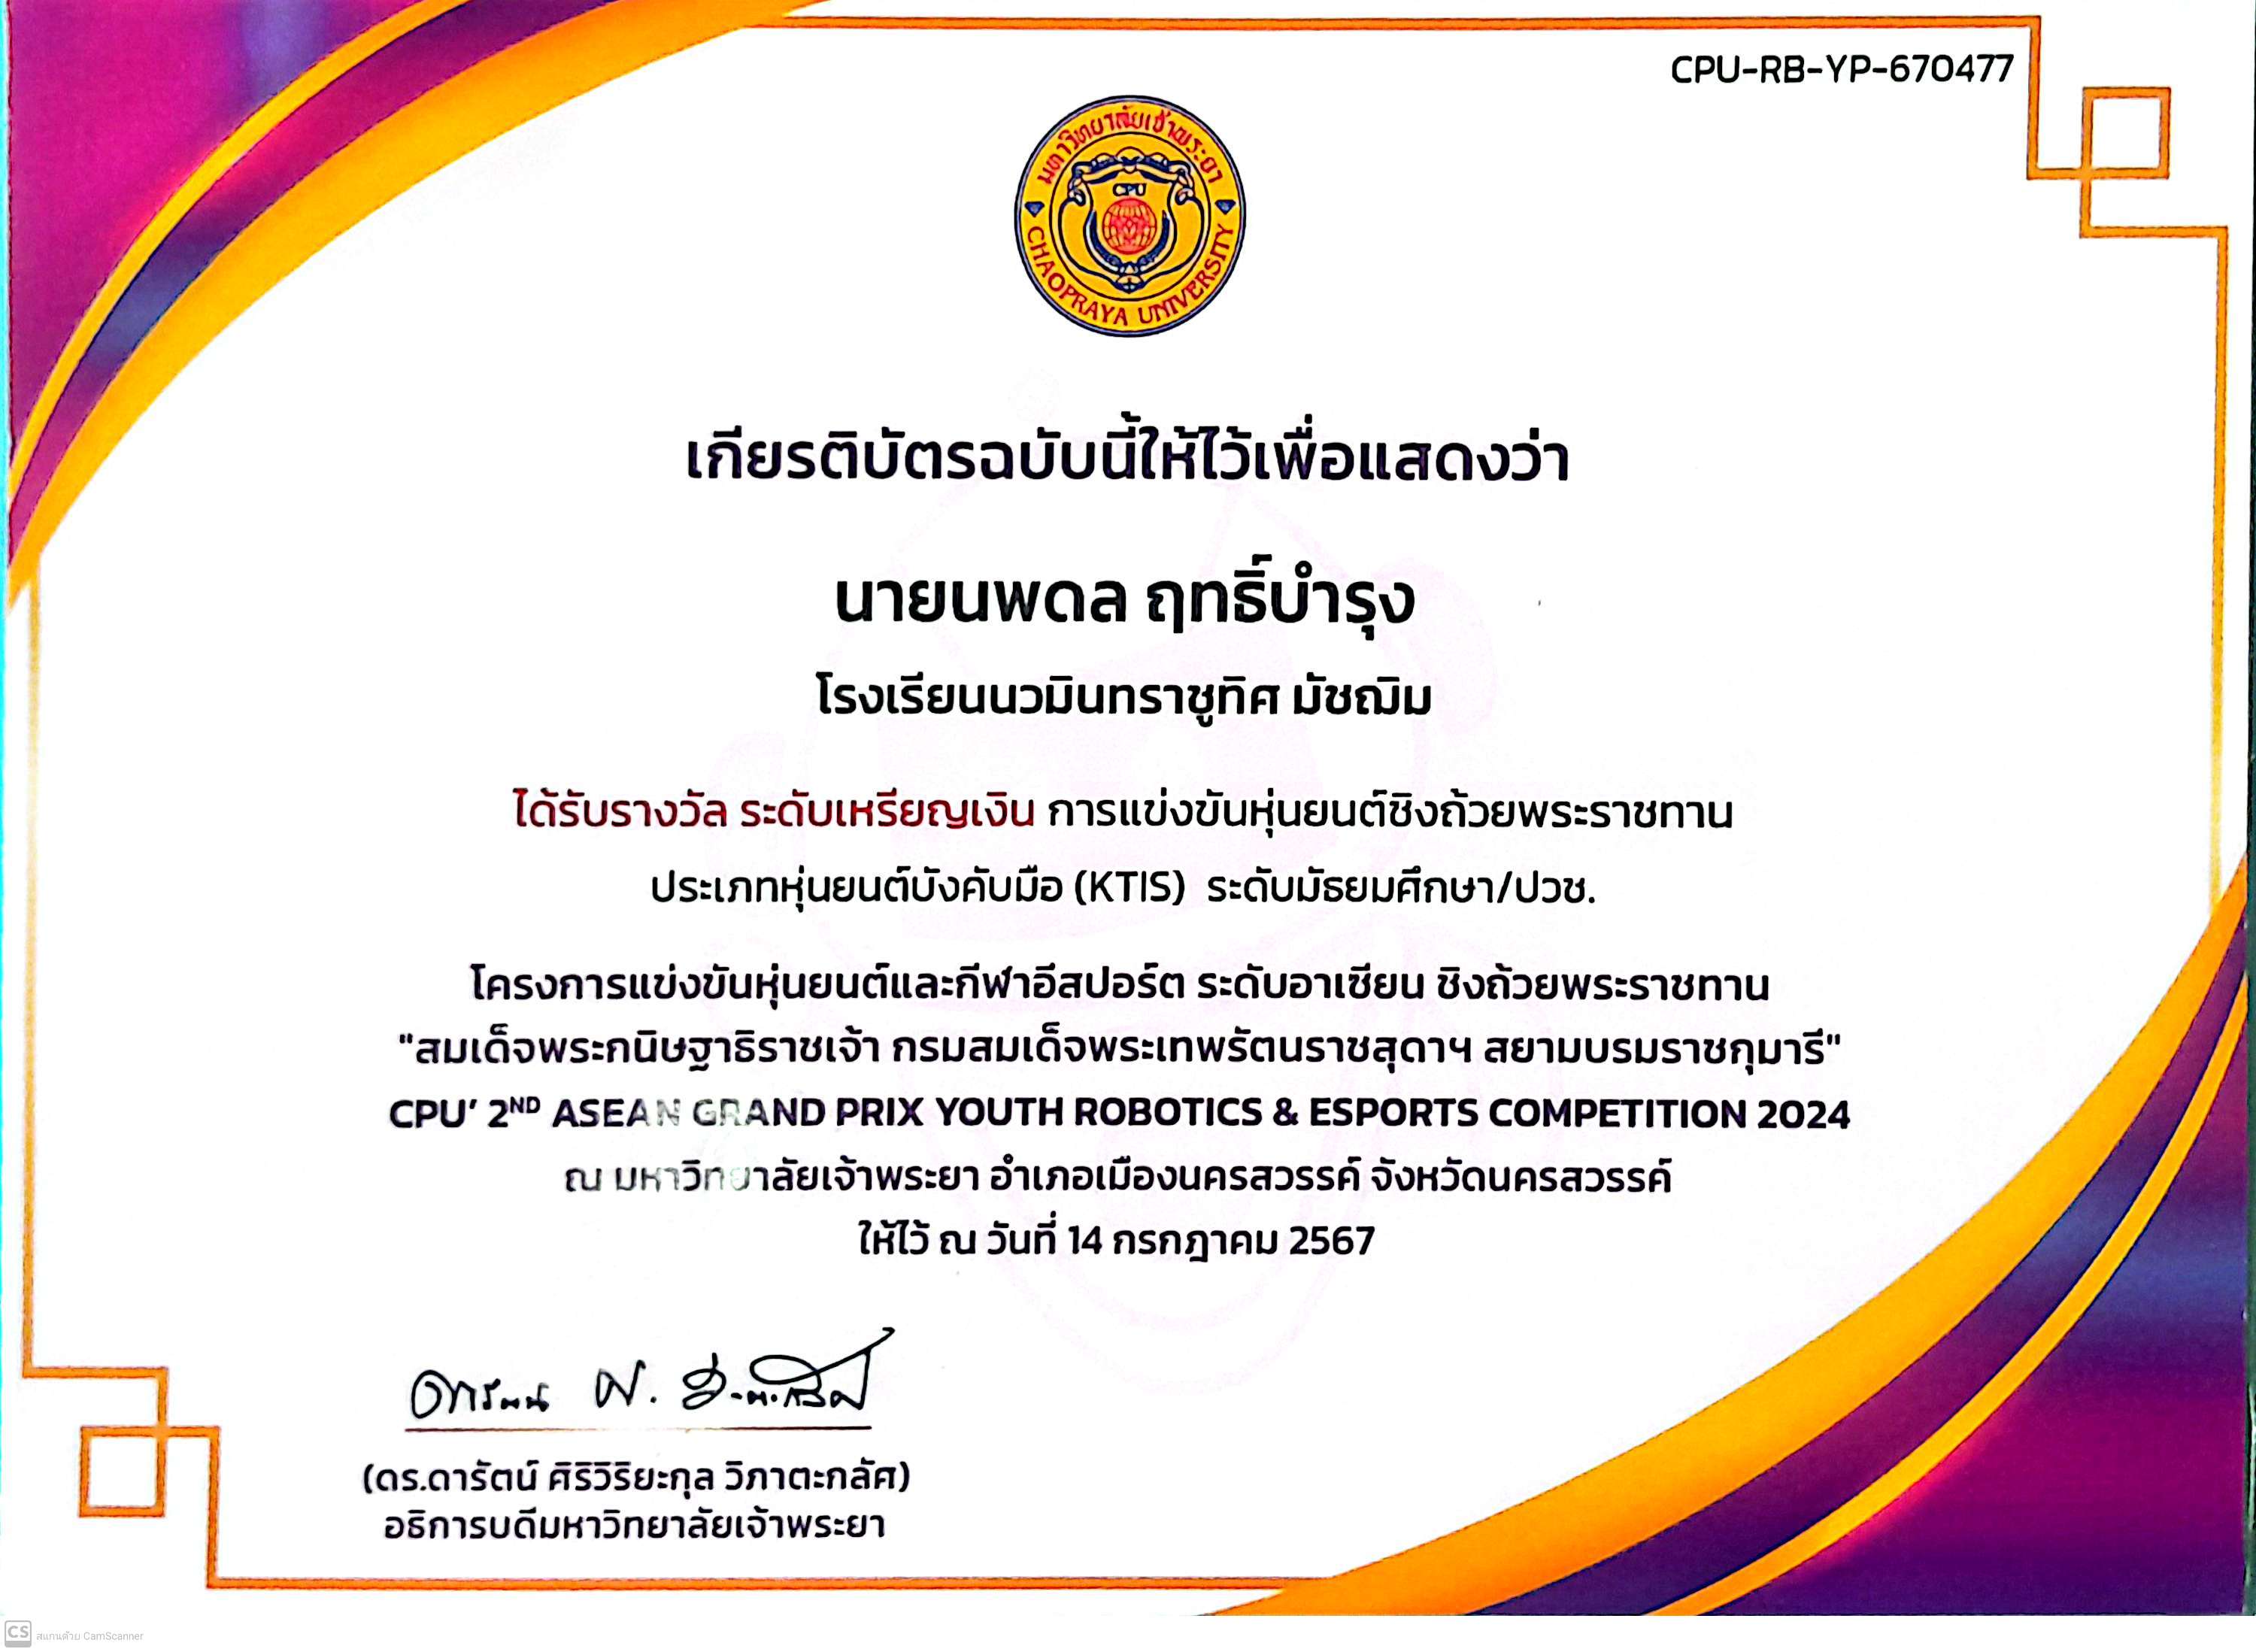 CPU-RB-YP-670477
มหาวิทยาลัยเจ้าพระยา
CPU
CHAOPRAYA UNIVERSITY
เกียรติบัตรฉบับนี้ให้ไว้เพื่อแสดงว่า
นายนพดล ฤทธิ์บำรุง
โรงเรียนนวมินทราชูทิศ มัชฌิม
ได้รับรางวัล ระดับเหรียญเงิน การแข่งขันหุ่นยนต์ชิงถ้วยพระราชทาน
ประเภทหุ่นยนต์บังคับมือ (KTIS) ระดับมัธยมศึกษา/ปวช.
โครงการแข่งขันหุ่นยนต์และกีฬาอีสปอร์ต ระดับอาเซียน ชิงถ้วยพระราชทาน
"สมเด็จพระกนิษฐาธิราชเจ้า กรมสมเด็จพระเทพรัตนราชสุดาฯ สยามบรมราชกุมารี"
CPU' 2ND ASEAN GRAND PRIX YOUTH ROBOTICS & ESPORTS COMPETITION 2024
ณ มหาวิทยาลัยเจ้าพระยา อำเภอเมืองนครสวรรค์ จังหวัดนครสวรรค์
ให้ไว้ ณ วันที่ 14 กรกฎาคม 2567
(ดร.ดารัตน์ ศิริวิริยะกุล วิภาตะกลัศ)
อธิการบดีมหาวิทยาลัยเจ้าพระยา
CS สแกนด้วย CamScanner